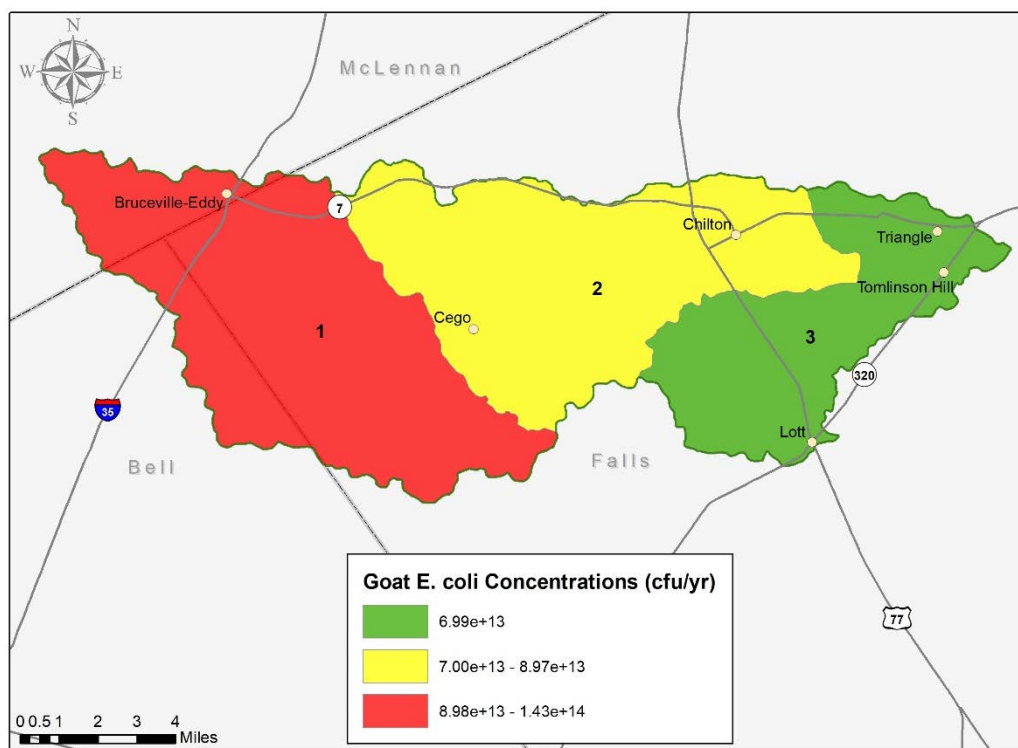 N
W E
S
McLennan
Bruceville-Eddy
7
Chilton
Triangle
Tomlinson Hill
2
Cego
1
3
320
35
Lott
Bell
Falls
Goat E. coli Concentrations (cfu/yr)
6.99e+13
7.00e+13 - 8.97e+13
8.98e+13 - 1.43e+14
77
0 0.5 1 2 3 4
Miles